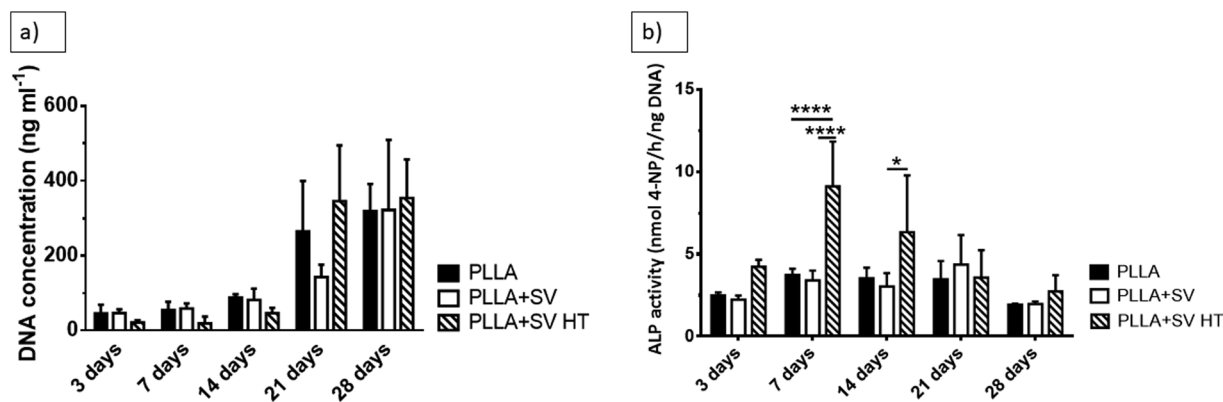 a)
DNA concentration (ng ml⁻¹)
600
400
200
0
3 days
7 days
14 days
21 days
28 days
PLLA
PLLA+SV
PLLA+SV HT
b)
ALP activity (nmol 4-NP/h/ng DNA)
15
10
5
0
****
****
*
3 days
7 days
14 days
21 days
28 days
PLLA
PLLA+SV
PLLA+SV HT